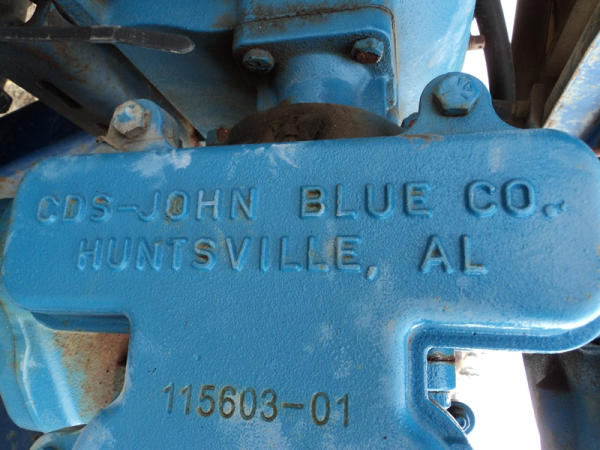 CDS-JOHN BLUE CO.
HUNTSVILLE, AL
115603-01